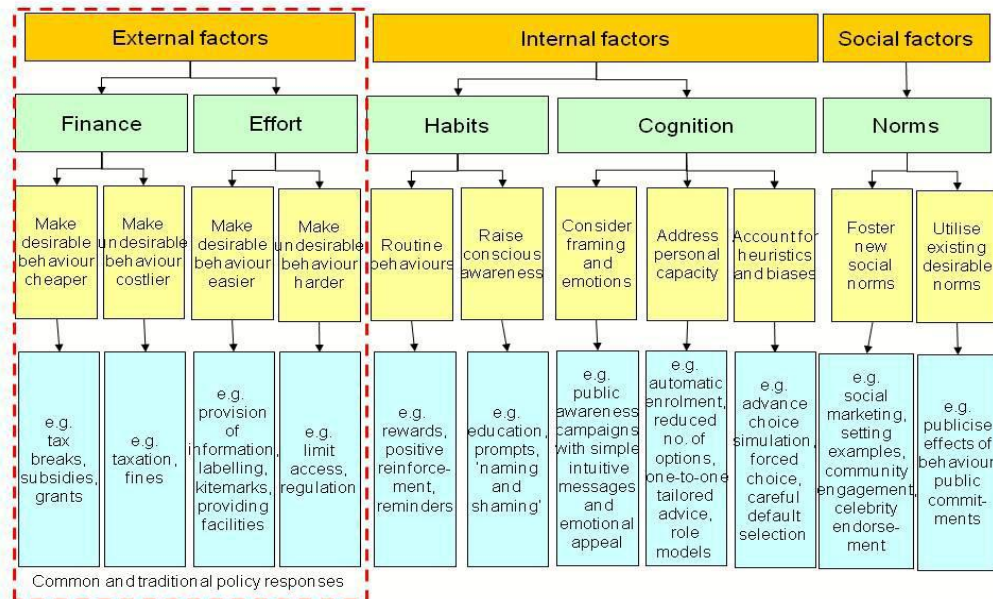 External factors
Internal factors
Social factors
Finance
Effort
Habits
Cognition
Norms
Make
desirable
behaviour
cheaper
Make
undesirable
behaviour
costlier
Make
desirable
behaviour
easier
Make
undesirable
behaviour
harder
Routine
behaviours
Raise
conscious
awareness
Consider
framing and
emotions
Address
personal
capacity
Account for
heuristics
and biases
Foster
new
social
norms
Utilise
existing
desirable
norms
e.g.
tax
breaks,
subsidies,
grants
e.g.
taxation,
fines
e.g.
provision
of
information,
labelling,
kitemarks,
providing
facilities
e.g.
limit
access,
regulation
e.g.
rewards,
positive
reinforce-
ment,
reminders
e.g.
education,
prompts,
'naming
and
shaming'
e.g.
public
awareness
campaigns
with simple
intuitive
messages
and
emotional
appeal
e.g.
automatic
enrolment,
reduced
no. of
options,
one-to-one
tailored
advice,
role
models
e.g.
advance
choice
simulation,
forced
choice,
careful
default
selection
e.g.
social
marketing,
setting
examples,
community
engagement,
celebrity
endorse-
ment
e.g.
publicise
effects of
behaviour,
public
commit-
ments
Common and traditional policy responses